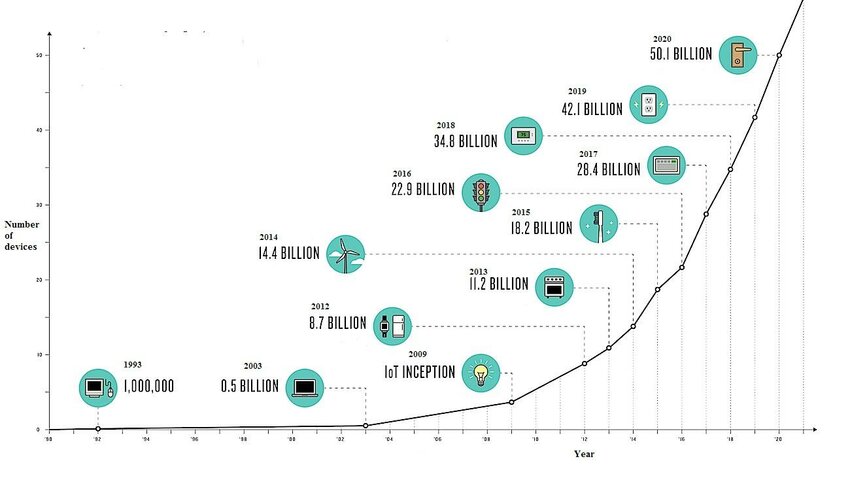 50
40
30
20
10
0
Number
of
devices
2020
50.1 BILLION
2019
42.1 BILLION
2018
34.8 BILLION
2017
28.4 BILLION
2016
22.9 BILLION
2015
18.2 BILLION
2014
14.4 BILLION
2013
11.2 BILLION
2012
8.7 BILLION
2009
IoT INCEPTION
2003
0.5 BILLION
1993
1,000,000
'90 '92 '94 '96 '98 '00 '02 '04 '06 '08 '10 '12 '14 '16 '18 '20
Year